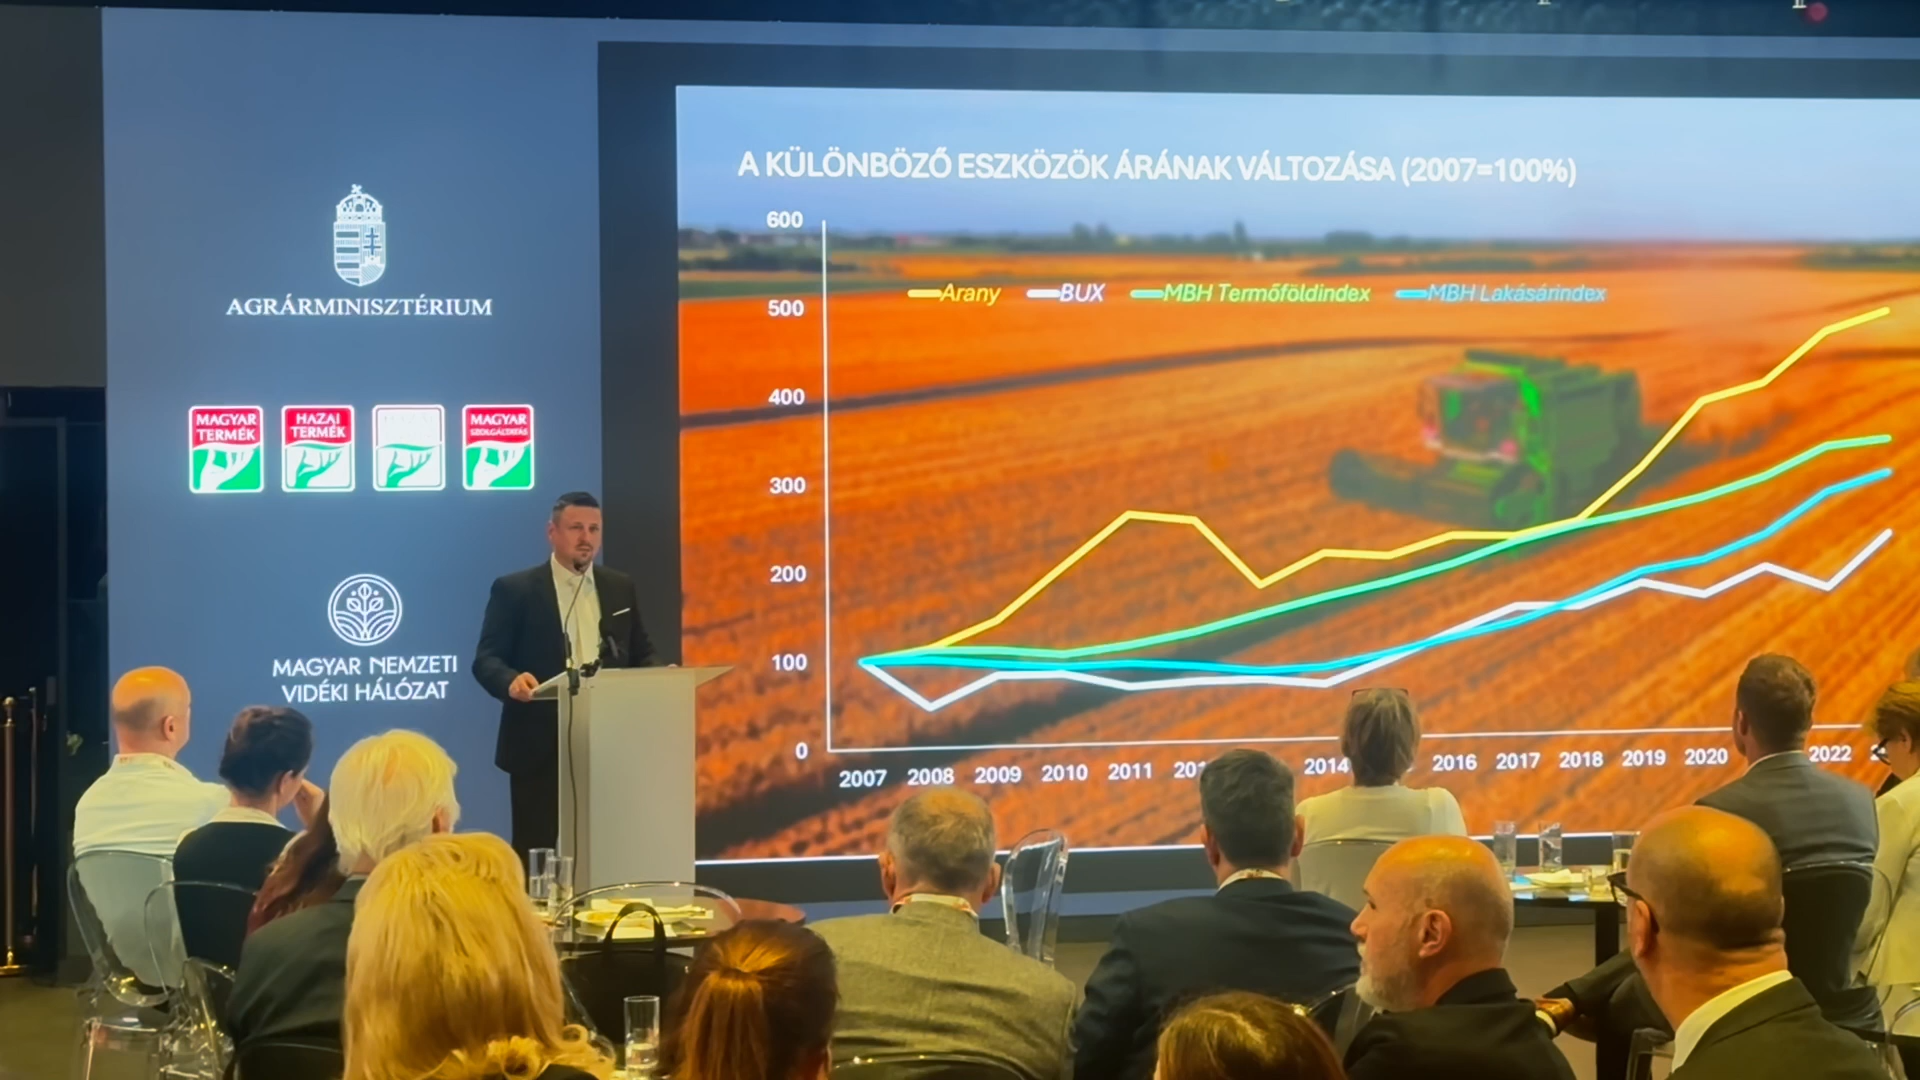 AGRÁRMINISZTÉRIUM
MAGYAR
TERMÉK
HAZAI
TERMÉK
MAGYAR
SZOLGÁLTATÁS
MAGYAR NEMZETI
VIDÉKI HÁLÓZAT
A KÜLÖNBÖZŐ ESZKÖZÖK ÁRÁNAK VÁLTOZÁSA (2007=100%)
Arany BUX MBH Termőföldindex MBH Lakásárindex
600
500
400
300
200
100
0
2007 2008 2009 2010 2011 2014 2016 2017 2018 2019 2020 2022